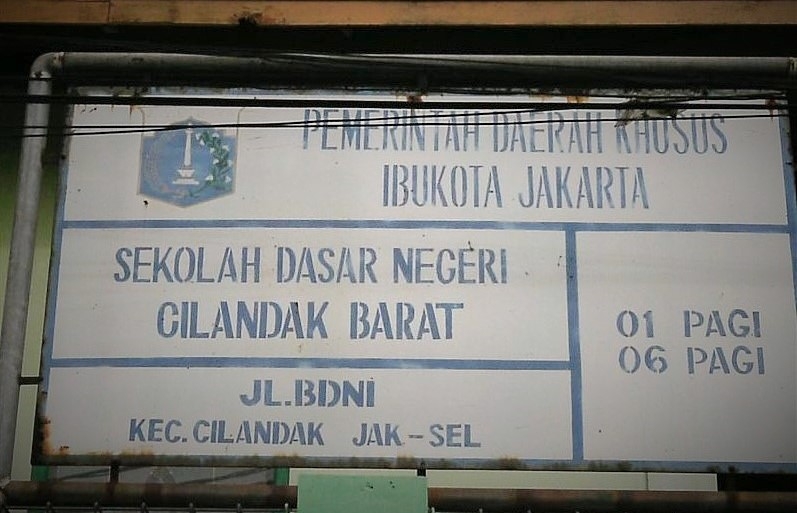 PEMERINTAH DAERAH KHUSUS
IBUKOTA JAKARTA
SEKOLAH DASAR NEGERI
CILANDAK BARAT
01 PAGI
06 PAGI
JL.BDNI
KEC.CILANDAK JAK-SEL